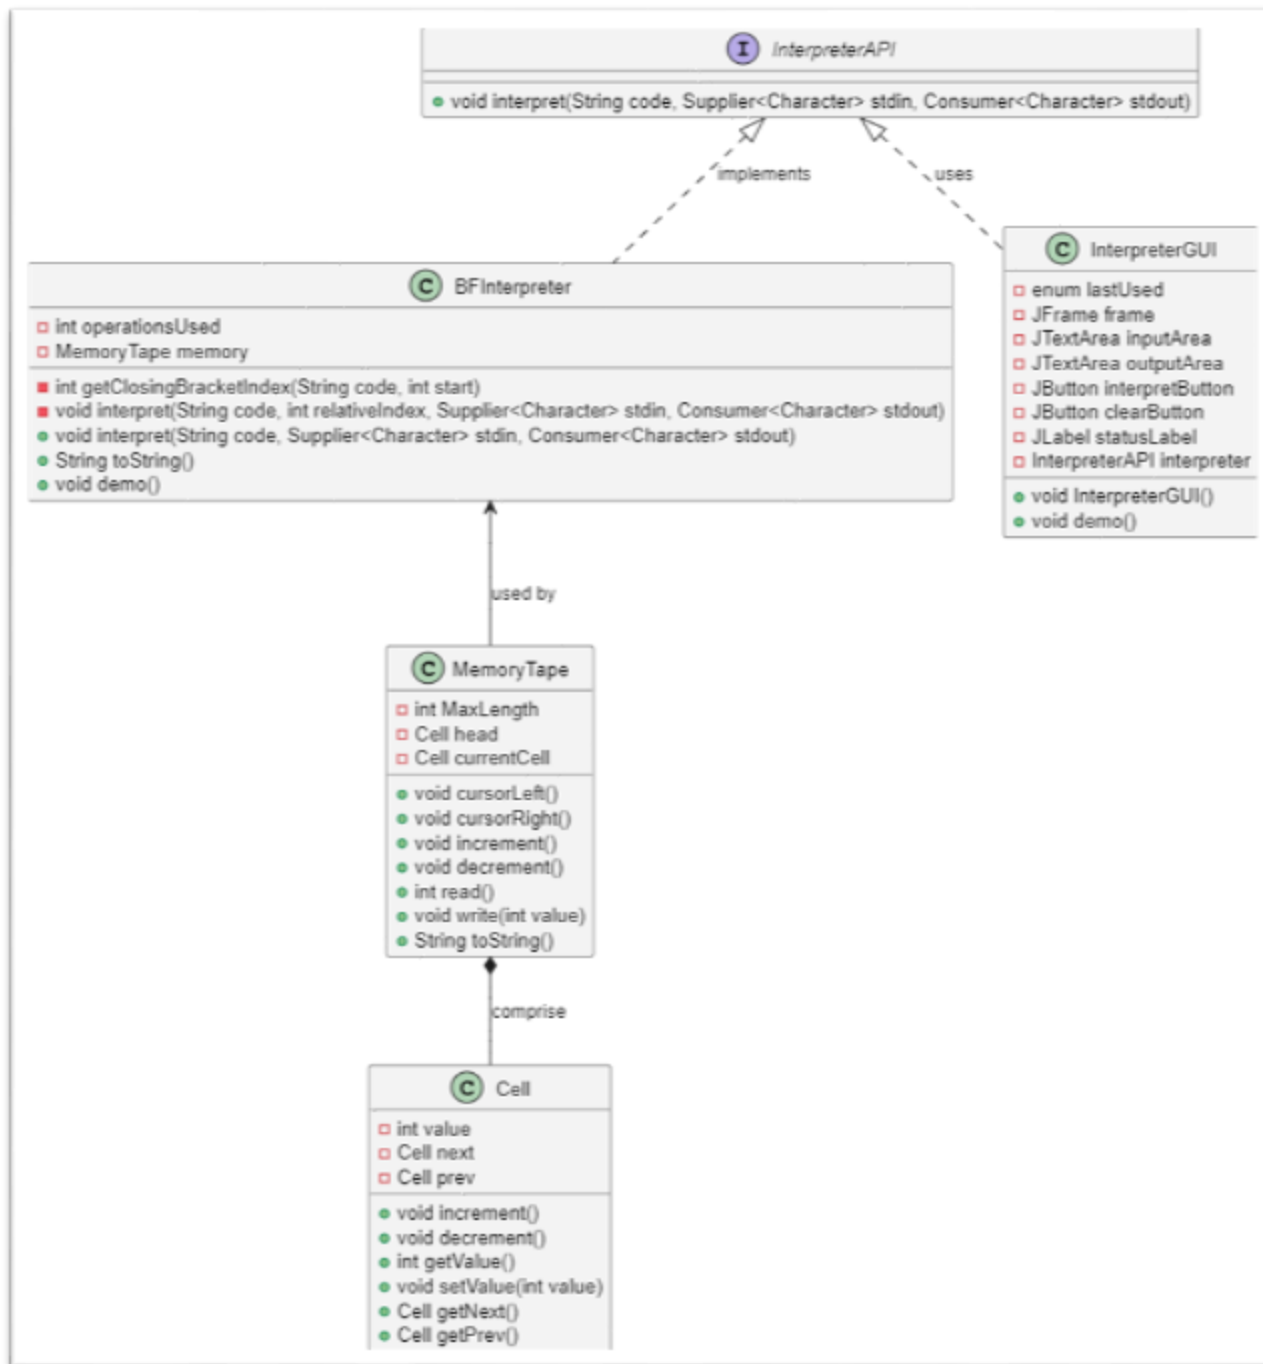 I InterpreterAPI
void interpret(String code, Supplier<Character> stdin, Consumer<Character> stdout)
implements
uses
C BFInterpreter
int operationsUsed
MemoryTape memory
int getClosingBracketIndex(String code, int start)
void interpret(String code, int relativeIndex, Supplier<Character> stdin, Consumer<Character> stdout)
void interpret(String code, Supplier<Character> stdin, Consumer<Character> stdout)
String toString()
void demo()
C InterpreterGUI
enum lastUsed
JFrame frame
JTextArea inputArea
JTextArea outputArea
JButton interpretButton
JButton clearButton
JLabel statusLabel
InterpreterAPI interpreter
void InterpreterGUI()
void demo()
used by
C MemoryTape
int MaxLength
Cell head
Cell currentCell
void cursorLeft()
void cursorRight()
void increment()
void decrement()
int read()
void write(int value)
String toString()
comprise
C Cell
int value
Cell next
Cell prev
void increment()
void decrement()
int getValue()
void setValue(int value)
Cell getNext()
Cell getPrev()